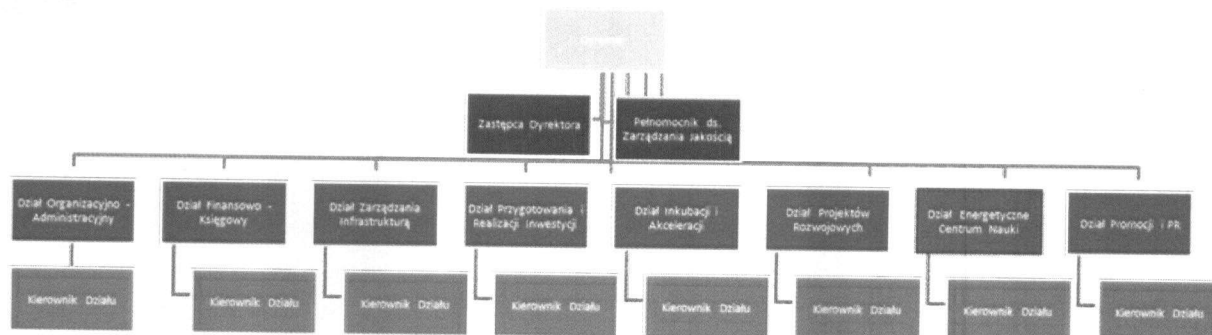 Zastępca Dyrektora
Pełnomocnik ds.
Zarządzania Jakością
Dział Organizacyjno -
Administracyjny
Dział Finansowo -
Księgowy
Dział Zarządzania
Infrastrukturą
Dział Przygotowania i
Realizacji Inwestycji
Dział Inkubacji i
Akceleracji
Dział Projektów
Rozwojowych
Dział Energetyczne
Centrum Nauki
Dział Promocji i PR
Kierownik Działu
Kierownik Działu
Kierownik Działu
Kierownik Działu
Kierownik Działu
Kierownik Działu
Kierownik Działu
Kierownik Działu